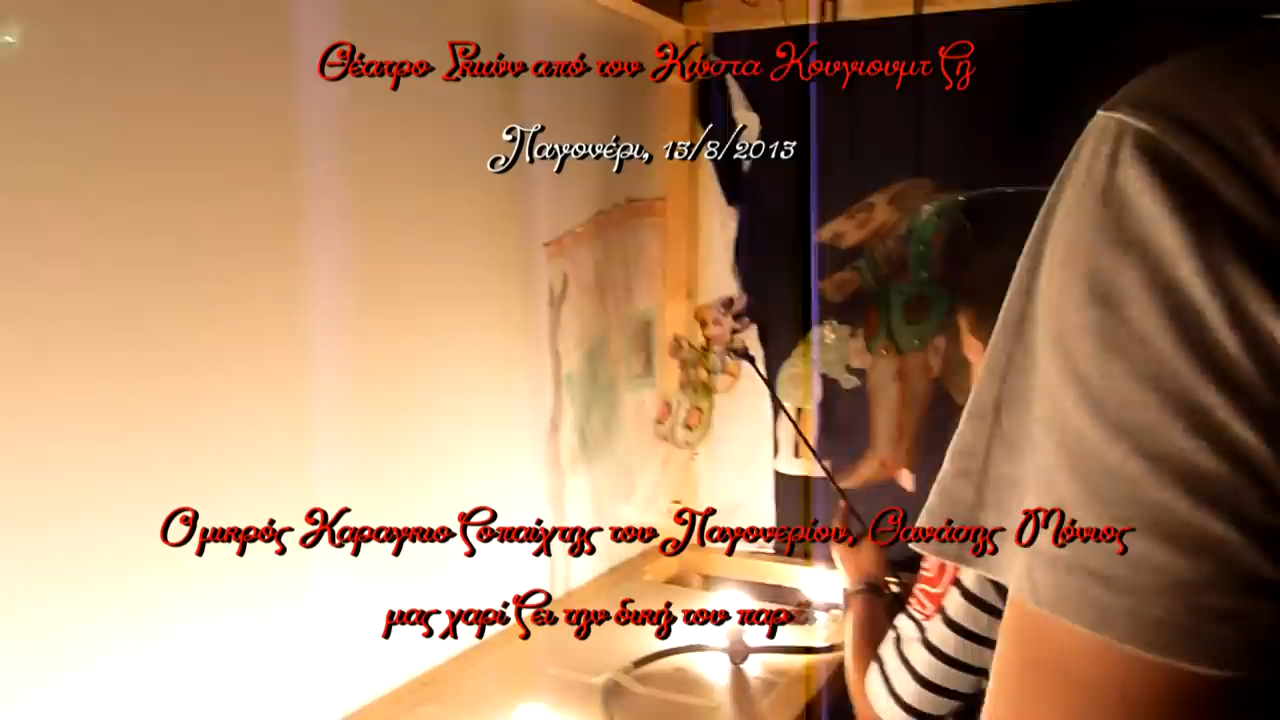 Θέατρο Σκιών από τον Κώστα Κουγιουμτζή
Παγονέρι, 13/8/2013
Ο μικρός Καραγκιοζοπαίχτης του Παγονερίου, Θανάσης Μόνιος
μας χαρίζει την δική του παρ